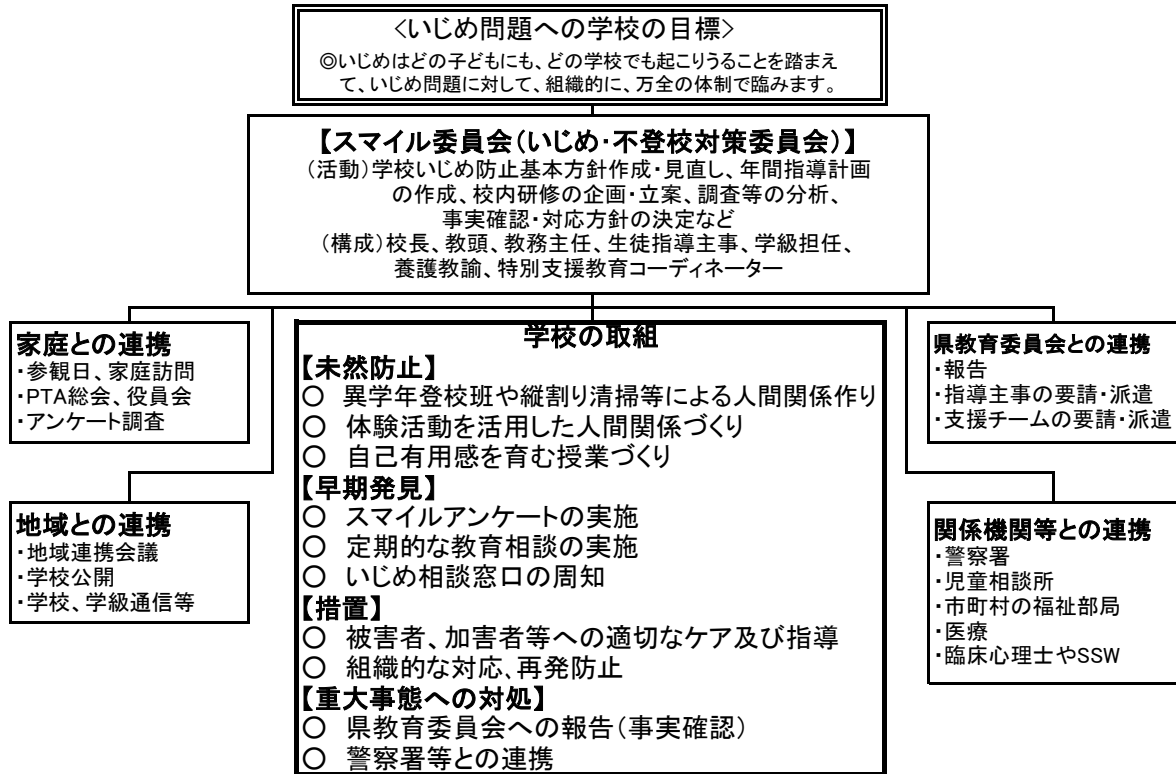 〈いじめ問題への学校の目標〉
◎いじめはどの子どもにも、どの学校でも起こりうることを踏まえ
て、いじめ問題に対して、組織的に、万全の体制で臨みます。
【スマイル委員会(いじめ・不登校対策委員会)】
(活動)学校いじめ防止基本方針作成・見直し、年間指導計画
の作成、校内研修の企画・立案、調査等の分析、
事実確認・対応方針の決定など
(構成)校長、教頭、教務主任、生徒指導主事、学級担任、
養護教諭、特別支援教育コーディネーター
家庭との連携
・参観日、家庭訪問
・PTA総会、役員会
・アンケート調査
地域との連携
・地域連携会議
・学校公開
・学校、学級通信等
学校の取組
【未然防止】
○ 異学年登校班や縦割り清掃等による人間関係作り
○ 体験活動を活用した人間関係づくり
○ 自己有用感を育む授業づくり
【早期発見】
○ スマイルアンケートの実施
○ 定期的な教育相談の実施
○ いじめ相談窓口の周知
【措置】
○ 被害者、加害者等への適切なケア及び指導
○ 組織的な対応、再発防止
【重大事態への対処】
○ 県教育委員会への報告(事実確認)
○ 警察署等との連携
県教育委員会との連携
・報告
・指導主事の要請・派遣
・支援チームの要請・派遣
関係機関等との連携
・警察署
・児童相談所
・市町村の福祉部局
・医療
・臨床心理士やSSW